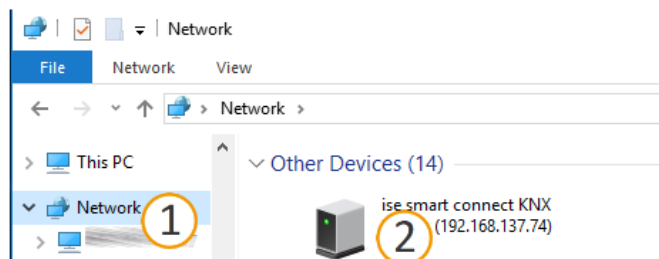 Network
File Network View
Network
This PC
Other Devices (14)
Network
1
ise smart connect KNX
2
(192.168.137.74)